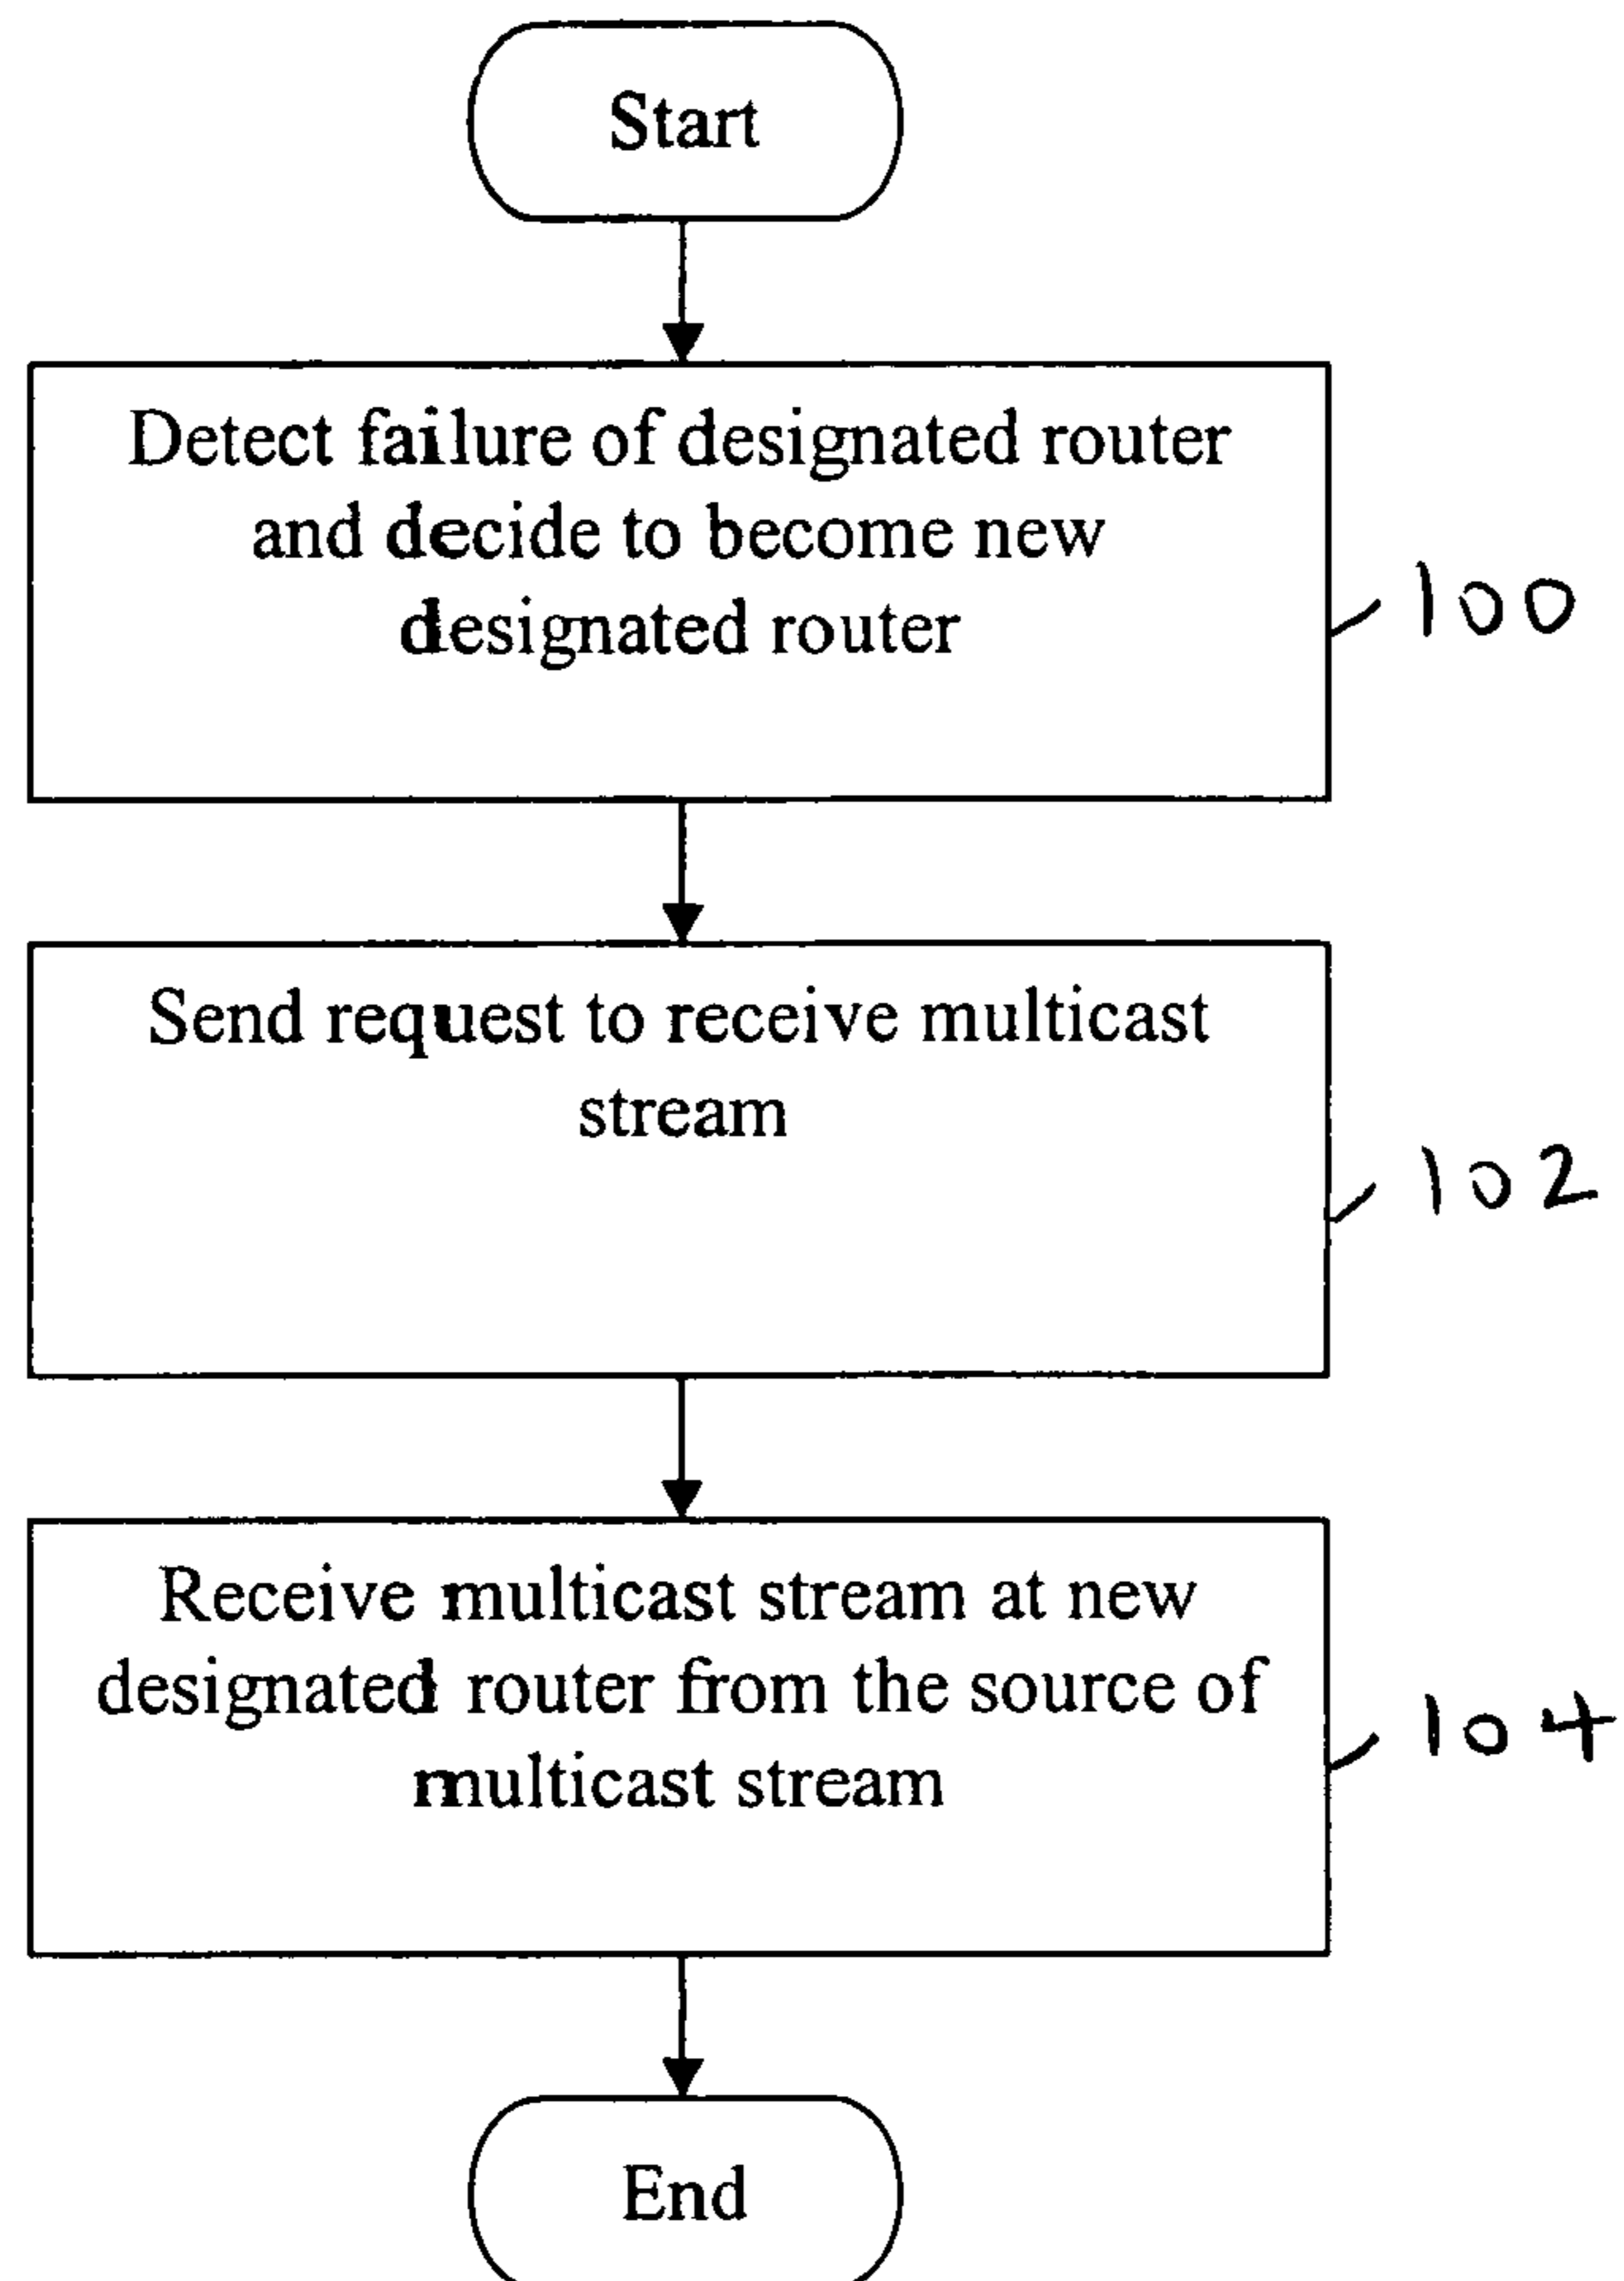 Start
Detect failure of designated router
and decide to become new
designated router
100
Send request to receive multicast
stream
102
Receive multicast stream at new
designated router from the source of
multicast stream
104
End